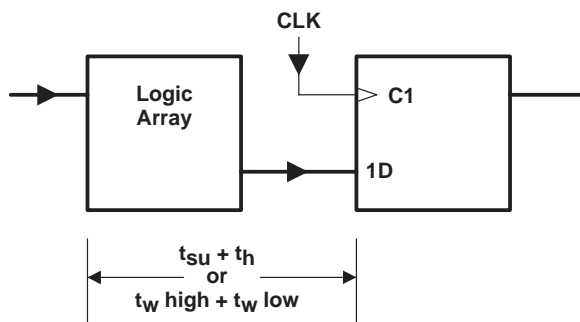 CLK
Logic
Array
C1
1D
tsu + th
or
tw high + tw low